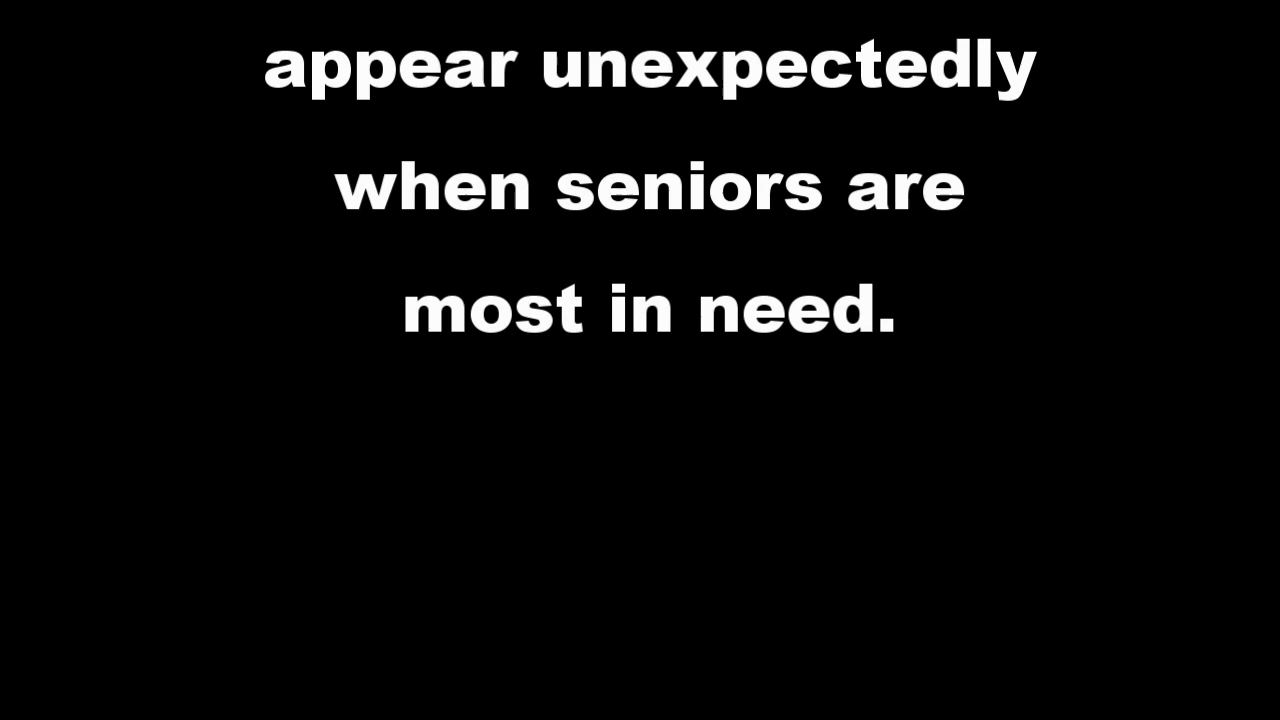 appear unexpectedly
when seniors are
most in need.